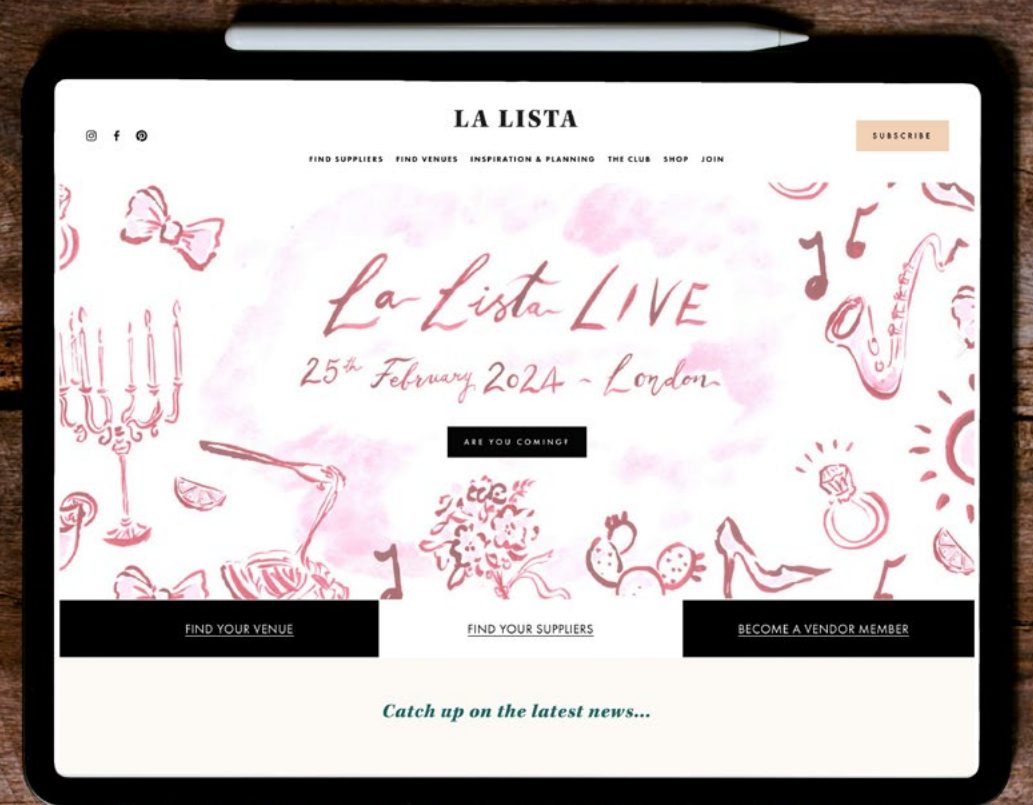 LA LISTA
SUBSCRIBE
FIND SUPPLIERS FIND VENUES INSPIRATION & PLANNING THE CLUB SHOP JOIN
La Lista LIVE
25th February 2024 ~ London
ARE YOU COMING?
FIND YOUR VENUE
FIND YOUR SUPPLIERS
BECOME A VENDOR MEMBER
Catch up on the latest news...